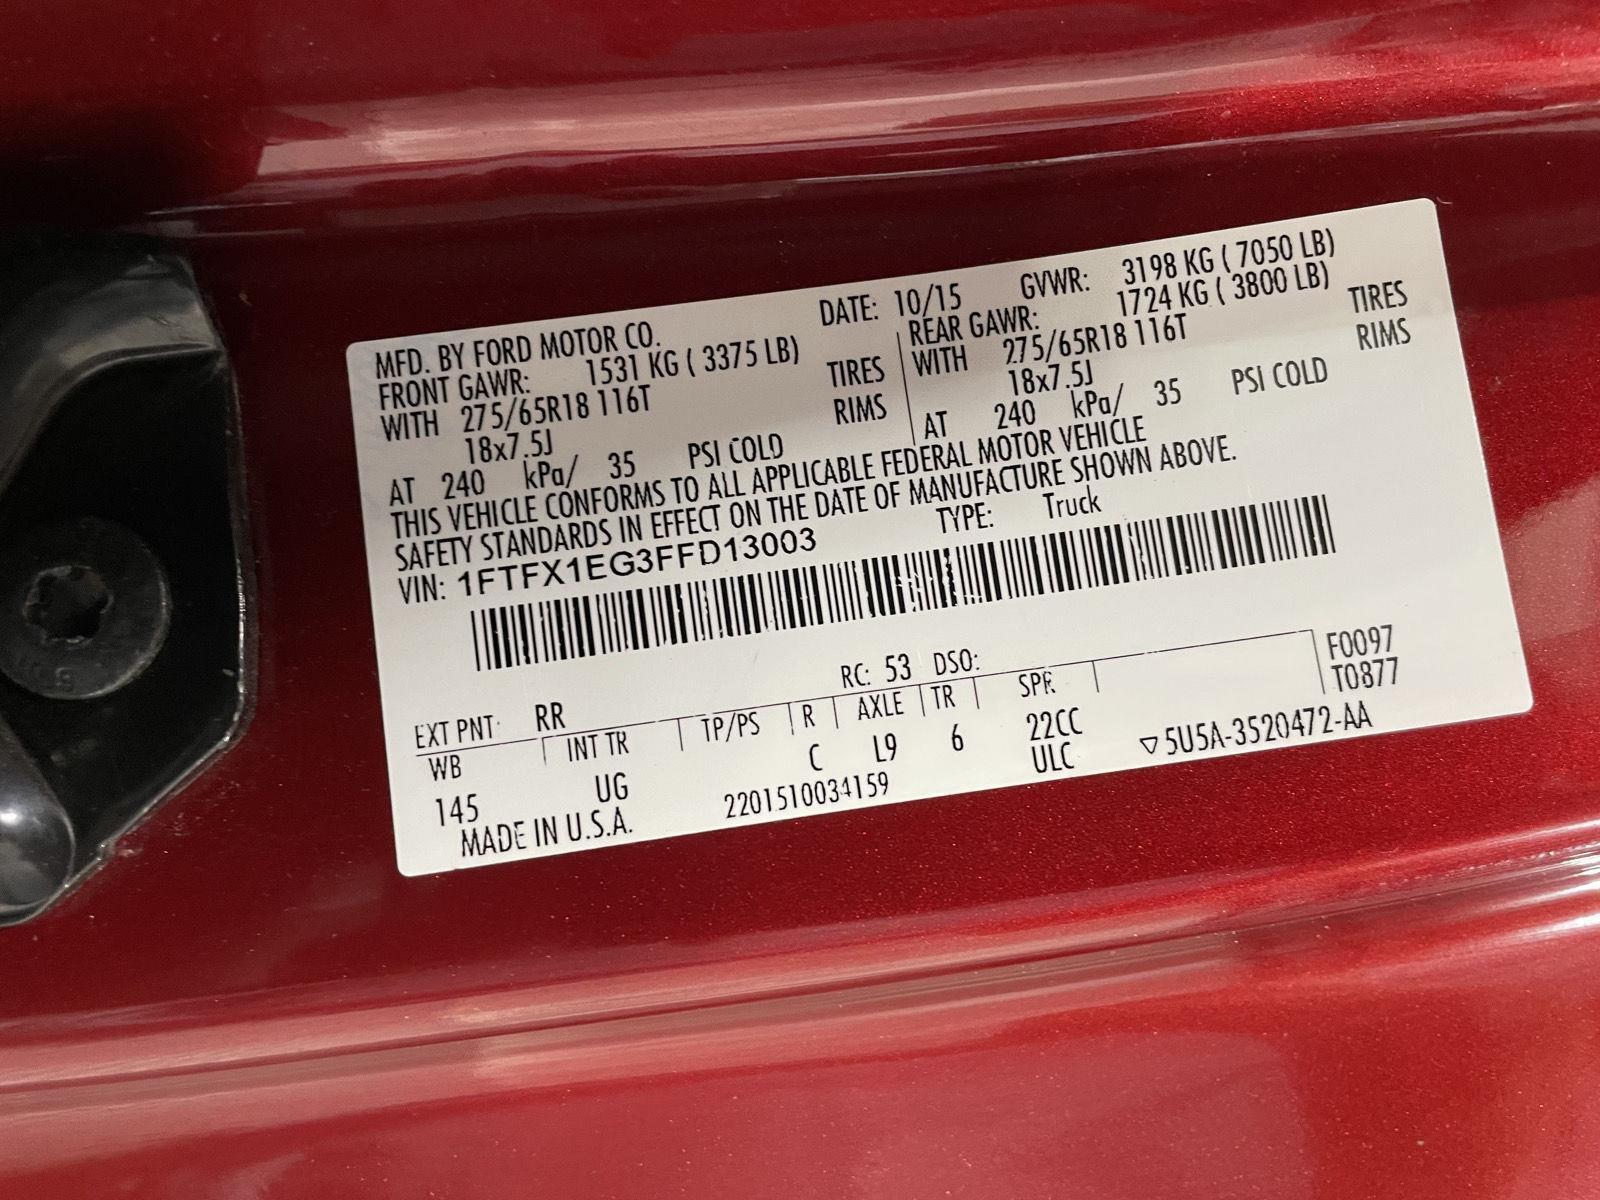 MFD. BY FORD MOTOR CO. DATE: 10/15 GVWR: 3198 KG ( 7050 LB)
FRONT GAWR: 1531 KG ( 3375 LB) REAR GAWR: 1724 KG ( 3800 LB)
WITH 275/65R18 116T TIRES WITH 275/65R18 116T TIRES
18x7.5J RIMS 18x7.5J RIMS
AT 240 kPa/ 35 PSI COLD AT 240 kPa/ 35 PSI COLD
THIS VEHICLE CONFORMS TO ALL APPLICABLE FEDERAL MOTOR VEHICLE
SAFETY STANDARDS IN EFFECT ON THE DATE OF MANUFACTURE SHOWN ABOVE.
VIN: 1FTFX1EG3FFD13003 TYPE: Truck
EXT PNT: RR RC: 53 DSO: F0097
WB INT TR TP/PS R AXLE TR SPR T0877
145 UG C L9 6 22CC
ULC ▽5U5A-3520472-AA
MADE IN U.S.A. 2201510034159